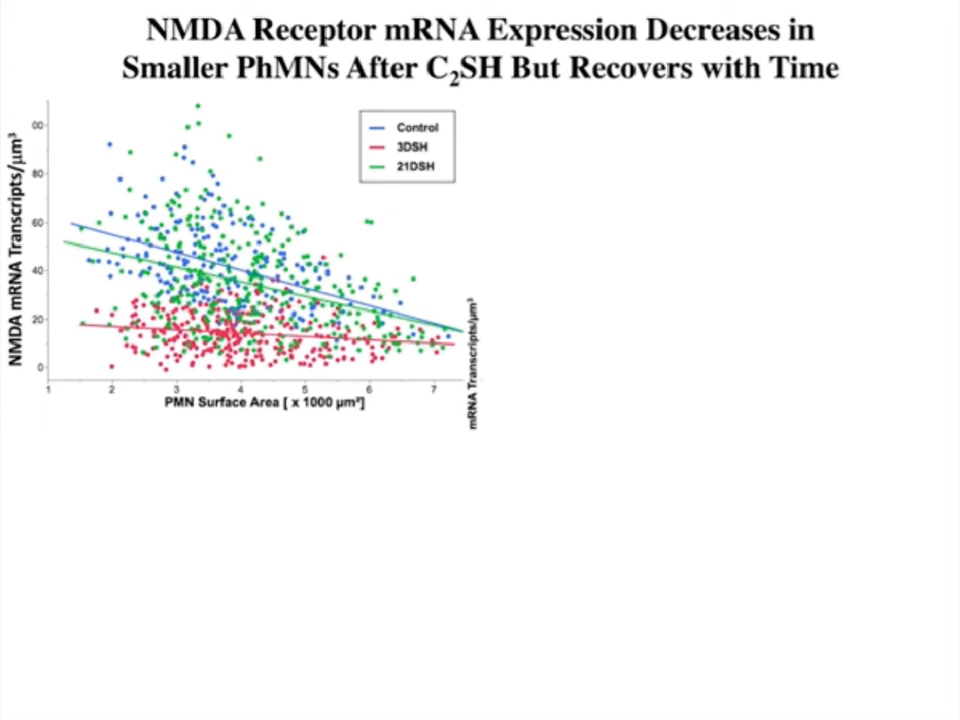 NMDA Receptor mRNA Expression Decreases in
Smaller PhMNs After C₂SH But Recovers with Time
NMDA mRNA Transcripts/µm³
00
80
60
40
20
0
Control
3DSH
21DSH
1 2 3 4 5 6 7
PMN Surface Area [ x 1000 µm²]
mRNA Transcripts/µm³